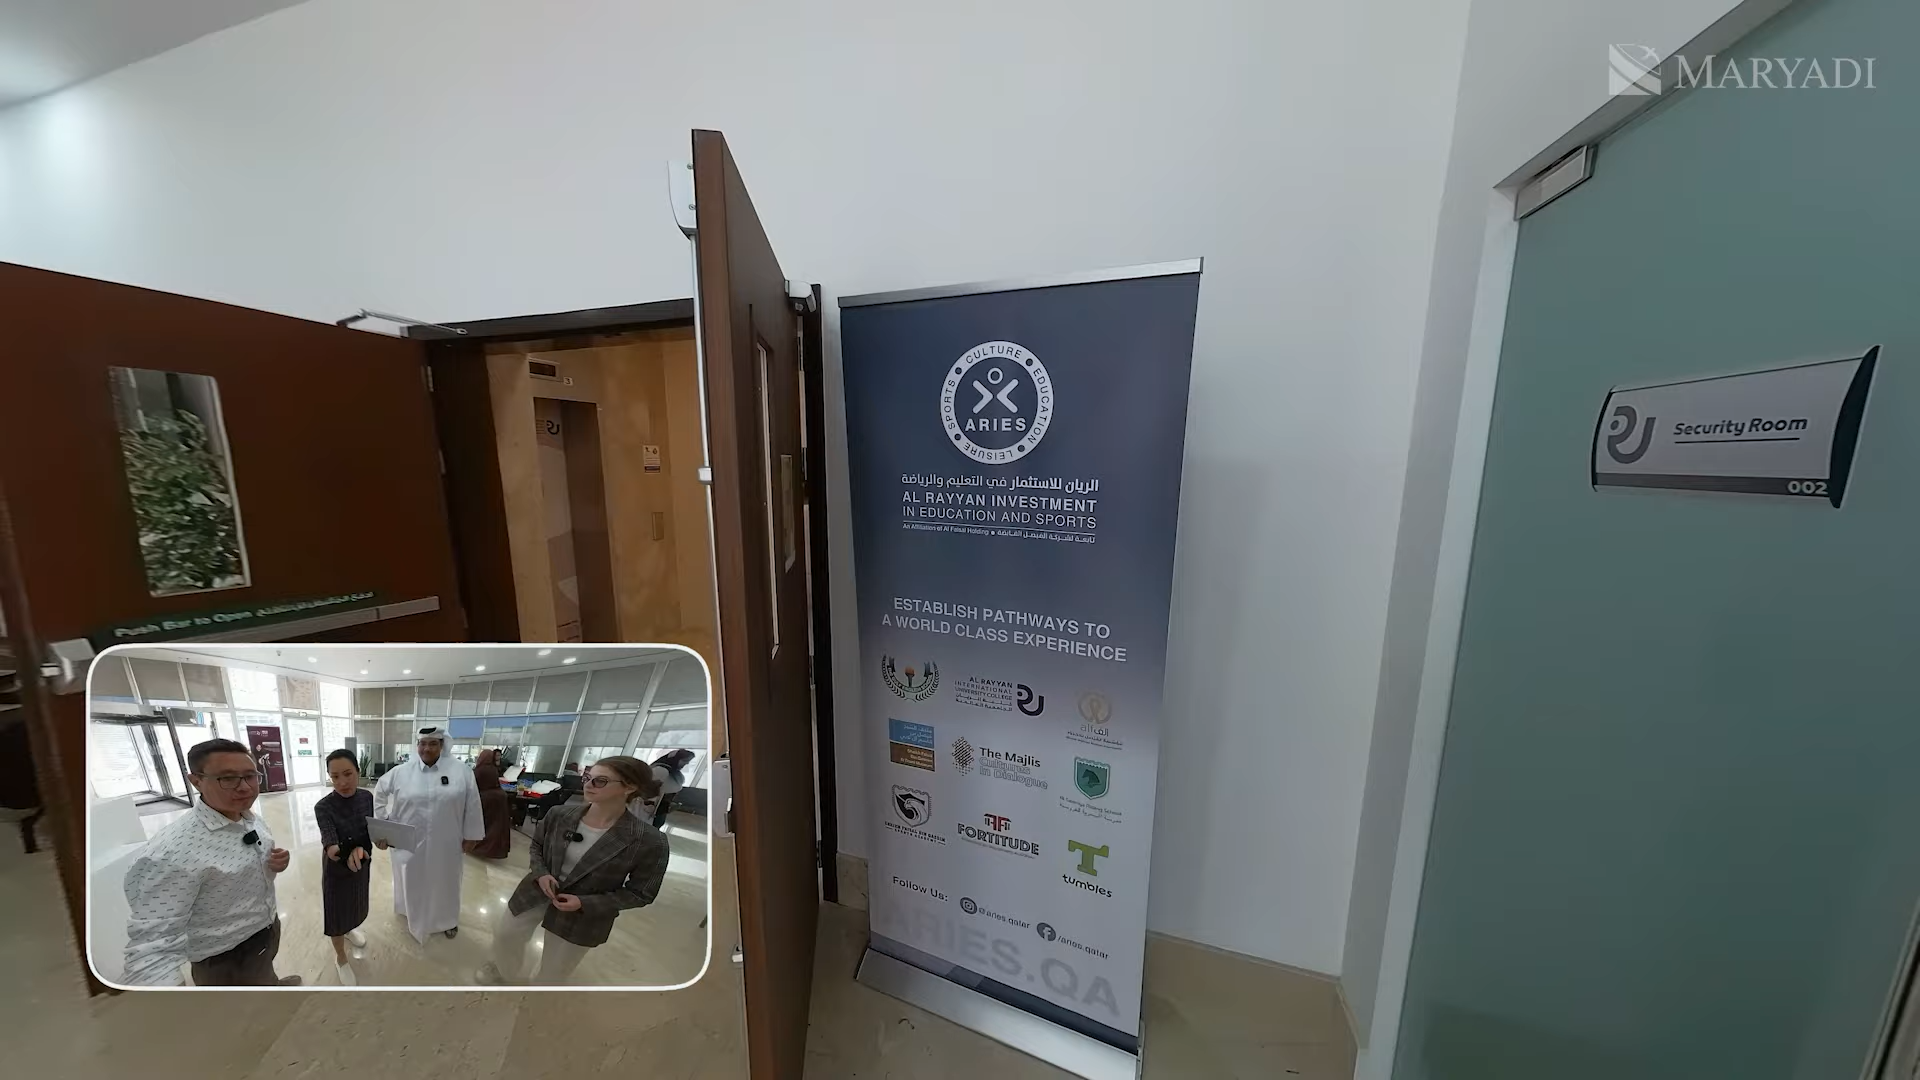 MARYADI
CULTURE
EDUCATION
LEISURE
SPORTS
ARIES
الريان للاستثمار في التعليم والرياضة
AL RAYYAN INVESTMENT
IN EDUCATION AND SPORTS
An Affiliation of Al Faisal Holding • تابعة لشركة الفيصل القابضة
ESTABLISH PATHWAYS TO
A WORLD CLASS EXPERIENCE
AL RAYYAN
INTERNATIONAL
UNIVERSITY COLLEGE
The Majlis
Cultures
in Dialogue
FORTITUDE
tumbles
Follow Us:
@aries.qatar
/aries.qatar
ARIES.QA
Security Room
002
Push Bar to Open
3